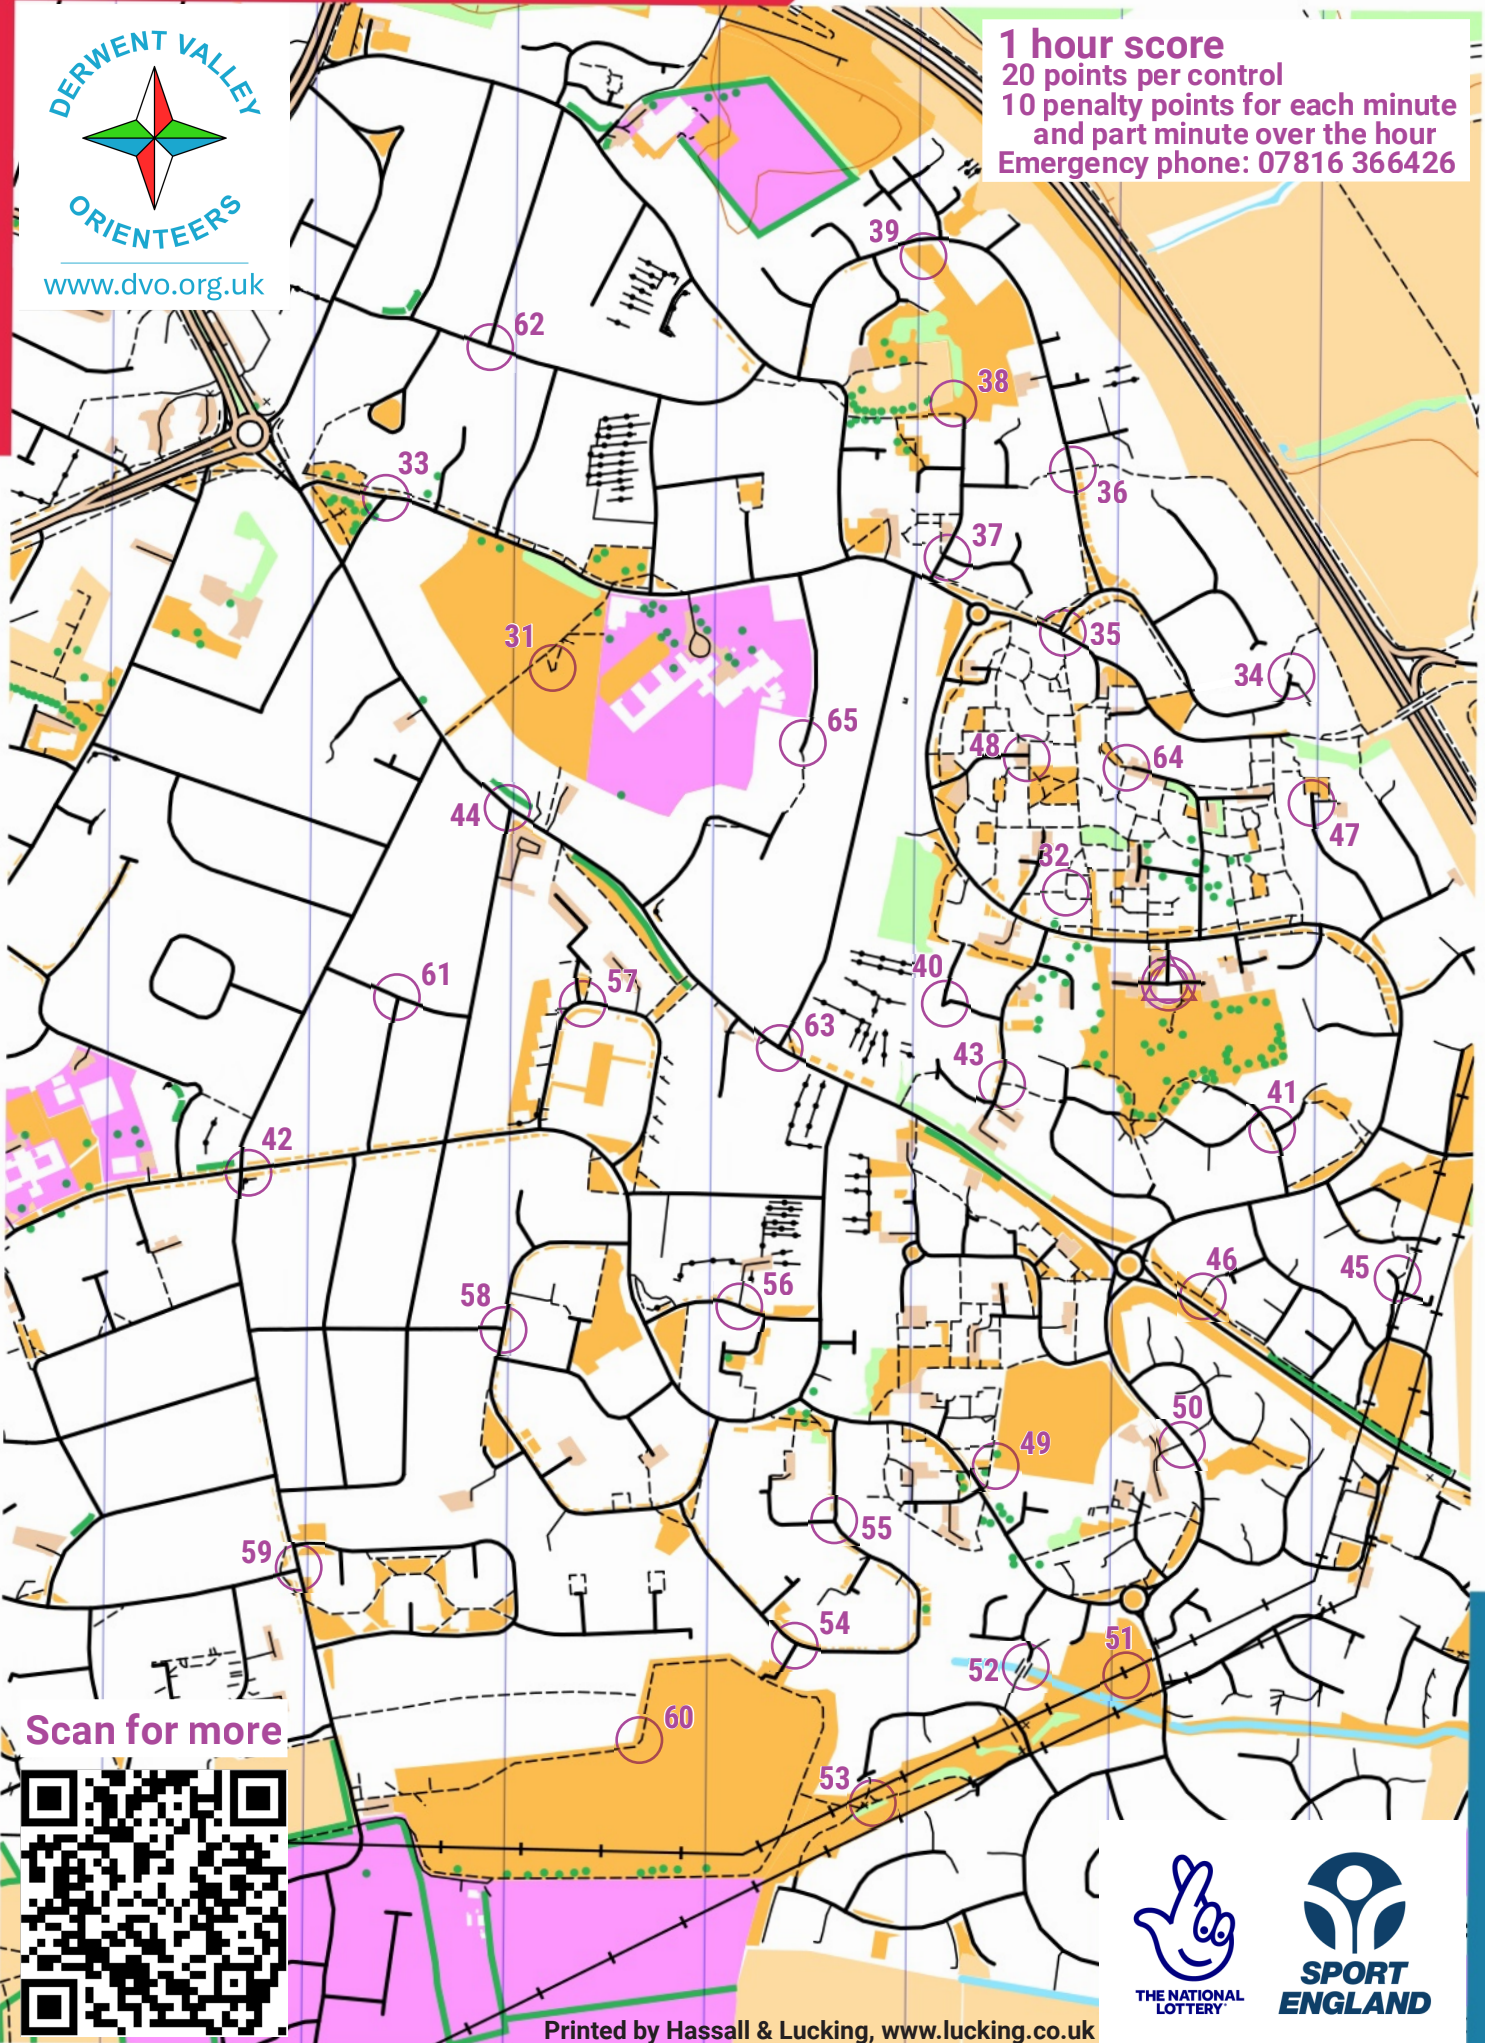 DERWENT VALLEY
ORIENTEERS
www.dvo.org.uk
1 hour score
20 points per control
10 penalty points for each minute
and part minute over the hour
Emergency phone: 07816 366426
39
62
38
33
36
37
31
35
34
65
48
64
44
47
32
61
57
40
63
43
41
42
46
45
58
56
50
49
55
59
54
51
52
60
53
Scan for more
THE NATIONAL
LOTTERY
SPORT
ENGLAND
Printed by Hassall & Lucking, www.lucking.co.uk